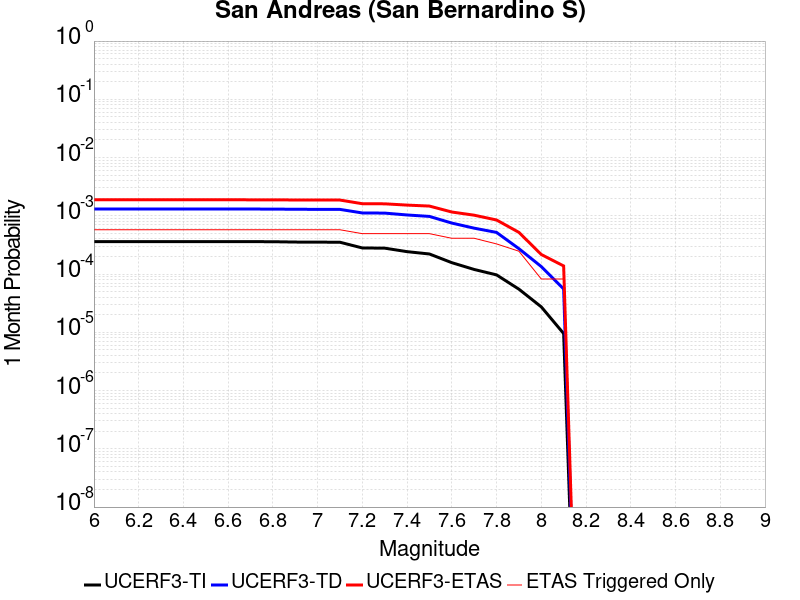 San Andreas (San Bernardino S)
10^0
10^-1
10^-2
10^-3
10^-4
10^-5
10^-6
10^-7
10^-8
1 Month Probability
6 6.2 6.4 6.6 6.8 7 7.2 7.4 7.6 7.8 8 8.2 8.4 8.6 8.8 9
Magnitude
UCERF3-TI UCERF3-TD UCERF3-ETAS ETAS Triggered Only